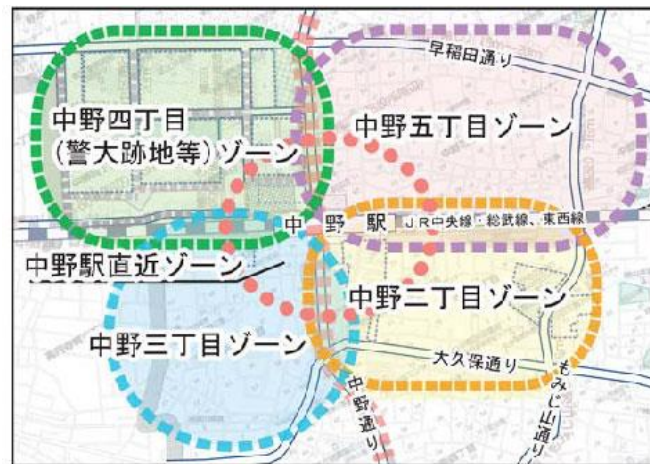 早稲田通り
中野四丁目
(警大跡地等)ゾーン
中野五丁目ゾーン
中野駅
JR中央線・総武線、東西線
中野駅直近ゾーン
中野二丁目ゾーン
中野三丁目ゾーン
大久保通り
中野通り
もみじ山通り